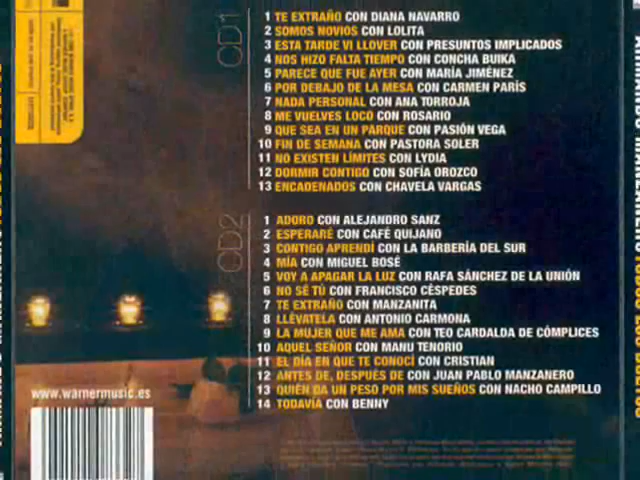 CD1
1 TE EXTRAÑO CON DIANA NAVARRO
2 SOMOS NOVIOS CON LOLITA
3 ESTA TARDE VI LLOVER CON PRESUNTOS IMPLICADOS
4 NOS HIZO FALTA TIEMPO CON CONCHA BUIKA
5 PARECE QUE FUE AYER CON MARÍA JIMÉNEZ
6 POR DEBAJO DE LA MESA CON CARMEN PARÍS
7 NADA PERSONAL CON ANA TORROJA
8 ME VUELVES LOCO CON ROSARIO
9 QUE SEA EN UN PARQUE CON PASIÓN VEGA
10 FIN DE SEMANA CON PASTORA SOLER
11 NO EXISTEN LÍMITES CON LYDIA
12 DORMIR CONTIGO CON SOFÍA OROZCO
13 ENCADENADOS CON CHAVELA VARGAS
CD2
1 ADORO CON ALEJANDRO SANZ
2 ESPERARÉ CON CAFÉ QUIJANO
3 CONTIGO APRENDÍ CON LA BARBERÍA DEL SUR
4 MÍA CON MIGUEL BOSÉ
5 VOY A APAGAR LA LUZ CON RAFA SÁNCHEZ DE LA UNIÓN
6 NO SÉ TÚ CON FRANCISCO CÉSPEDES
7 TE EXTRAÑO CON MANZANITA
8 LLÉVATELA CON ANTONIO CARMONA
9 LA MUJER QUE ME AMA CON TEO CARDALDA DE CÓMPLICES
10 AQUEL SEÑOR CON MANU TENORIO
11 EL DÍA EN QUE TE CONOCÍ CON CRISTIAN
12 ANTES DE, DESPUÉS DE CON JUAN PABLO MANZANERO
13 QUIÉN DA UN PESO POR MIS SUEÑOS CON NACHO CAMPILLO
14 TODAVÍA CON BENNY
www.warnermusic.es